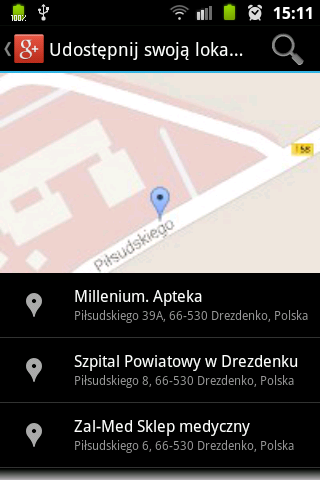 100%
15:11
g+
Udostępnij swoją loka...
158
Piłsudskiego
Millenium. Apteka
Piłsudskiego 39A, 66-530 Drezdenko, Polska
Szpital Powiatowy w Drezdenku
Piłsudskiego 8, 66-530 Drezdenko, Polska
Zal-Med Sklep medyczny
Piłsudskiego 6, 66-530 Drezdenko, Polska